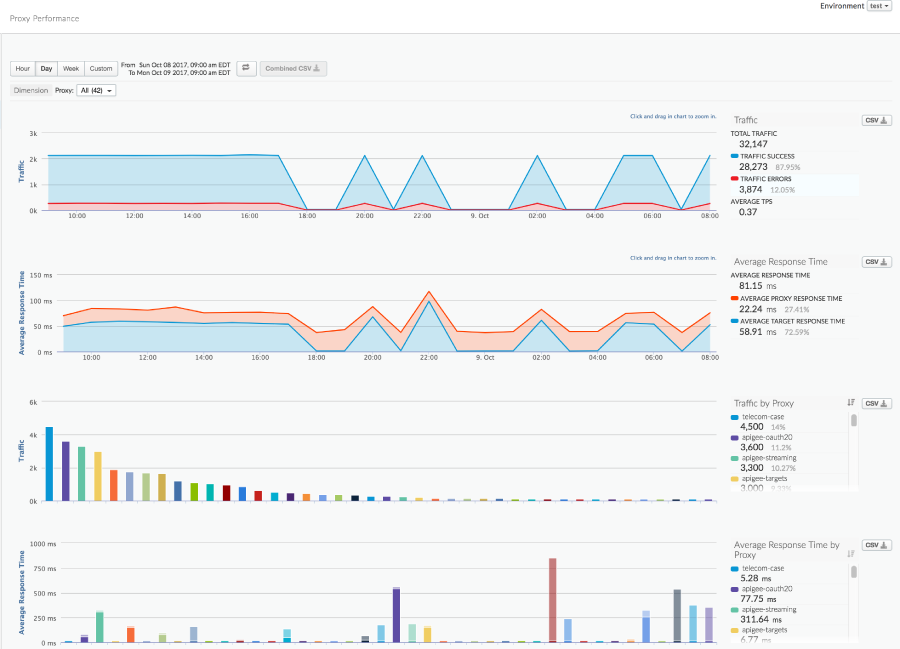 Environment test
Proxy Performance
Hour Day Week Custom From Sun Oct 08 2017, 09:00 am EDT
To Mon Oct 09 2017, 09:00 am EDT
Combined CSV
Dimension Proxy: All (42)
Click and drag in chart to zoom in.
Traffic
3k
2k
1k
0k
10:00 12:00 14:00 16:00 18:00 20:00 22:00 9. Oct 02:00 04:00 06:00 08:00
Traffic CSV
TOTAL TRAFFIC
32,147
TRAFFIC SUCCESS
28,273 87.95%
TRAFFIC ERRORS
3,874 12.05%
AVERAGE TPS
0.37
Click and drag in chart to zoom in.
Average Response Time
150 ms
100 ms
50 ms
0 ms
10:00 12:00 14:00 16:00 18:00 20:00 22:00 9. Oct 02:00 04:00 06:00 08:00
Average Response Time CSV
AVERAGE RESPONSE TIME
81.15 ms
AVERAGE PROXY RESPONSE TIME
22.24 ms 27.41%
AVERAGE TARGET RESPONSE TIME
58.91 ms 72.59%
Traffic
6k
4k
2k
0k
Traffic by Proxy CSV
telecom-case
4,500 14%
apigee-oauth20
3,600 11.2%
apigee-streaming
3,300 10.27%
apigee-targets
3,000
Average Response Time
1000 ms
750 ms
500 ms
250 ms
0 ms
Average Response Time by CSV
Proxy
telecom-case
5.28 ms
apigee-oauth20
77.75 ms
apigee-streaming
311.64 ms
apigee-targets
6.77 ms